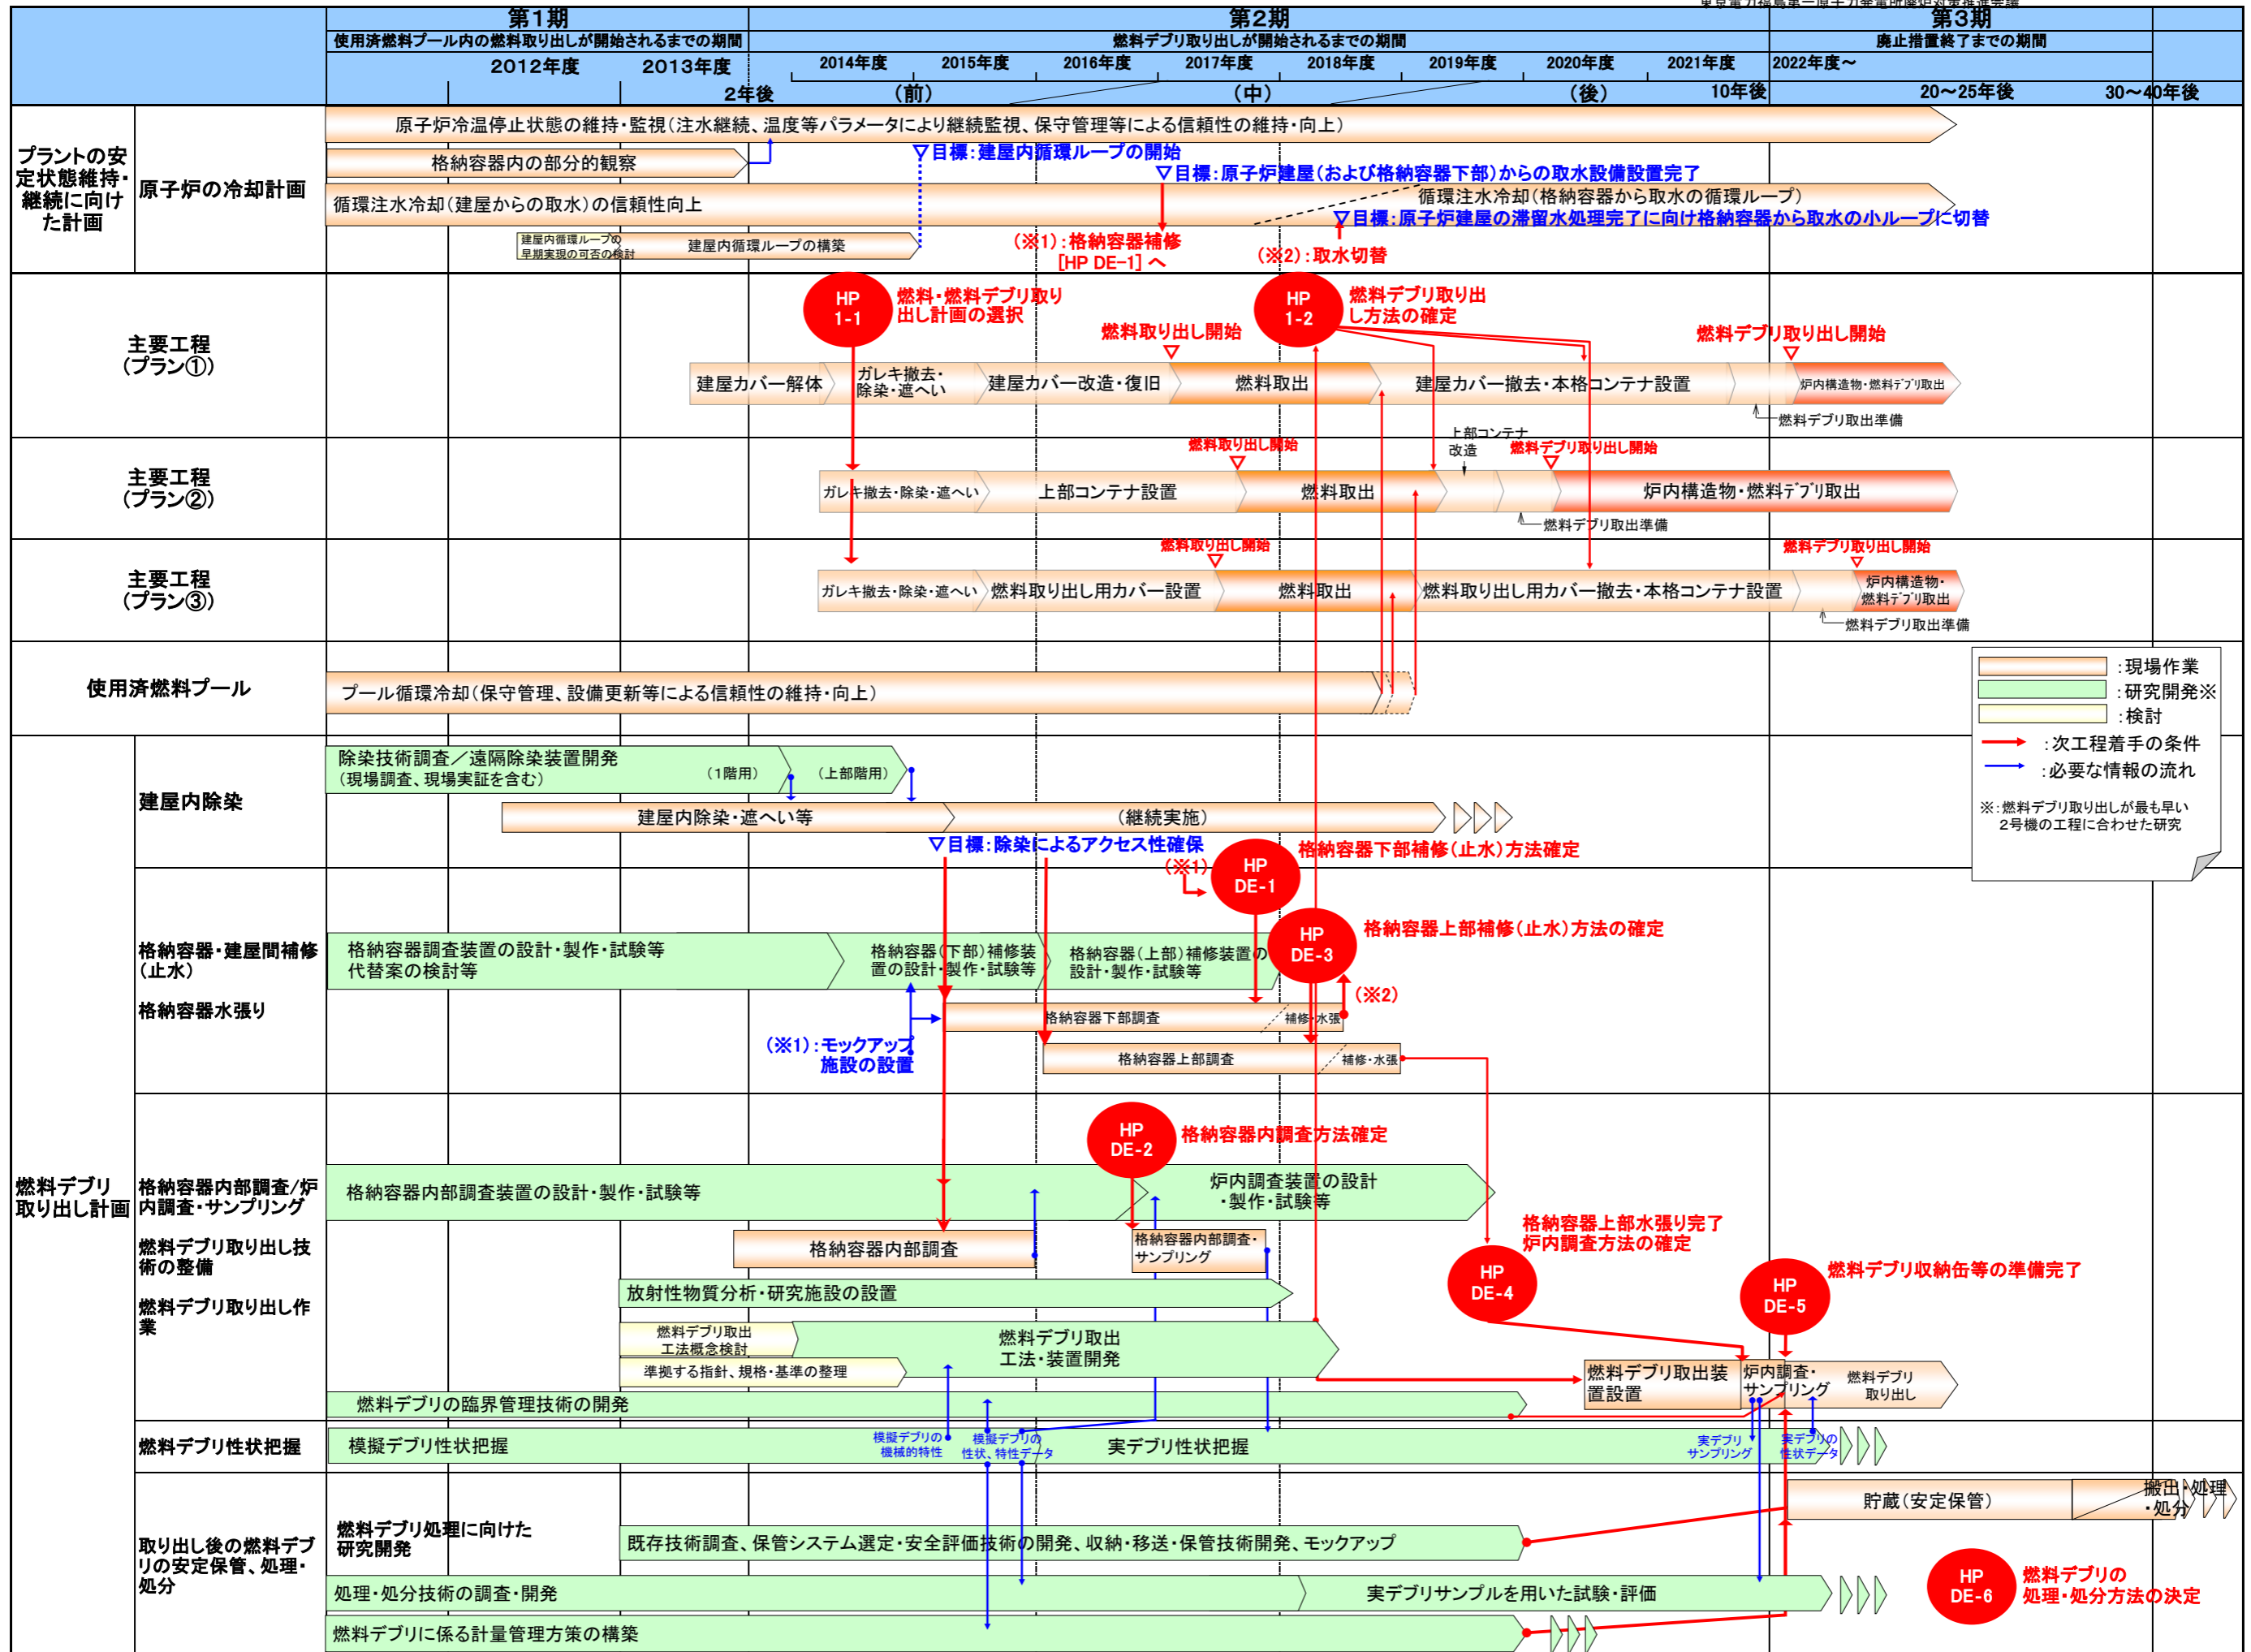 東京電力福島第一原子力発電所廃炉対策推進会議
第1期
第2期
第3期
使用済燃料プール内の燃料取り出しが開始されるまでの期間
燃料デブリ取り出しが開始されるまでの期間
廃止措置終了までの期間
2012年度
2013年度
2014年度
2015年度
2016年度
2017年度
2018年度
2019年度
2020年度
2021年度
2022年度～
2年後
(前)
(中)
(後)
10年後
20～25年後
30～40年後
プラントの安
定状態維持・
継続に向け
た計画
原子炉の冷却計画
原子炉冷温停止状態の維持・監視(注水継続、温度等パラメータにより継続監視、保守管理等による信頼性の維持・向上)
格納容器内の部分的観察
▽目標:建屋内循環ループの開始
▽目標:原子炉建屋(および格納容器下部)からの取水設備設置完了
循環注水冷却(建屋からの取水)の信頼性向上
循環注水冷却(格納容器から取水の循環ループ)
▽目標:原子炉建屋の滞留水処理完了に向け格納容器から取水の小ループに切替
建屋内循環ループの
早期実現の可否の検討
建屋内循環ループの構築
(※1):格納容器補修
[HP DE-1] へ
(※2):取水切替
主要工程
(プラン①)
HP
1-1
燃料・燃料デブリ取り
出し計画の選択
HP
1-2
燃料デブリ取り出
し方法の確定
燃料取り出し開始
燃料デブリ取り出し開始
建屋カバー解体
ガレキ撤去・
除染・遮へい
建屋カバー改造・復旧
燃料取出
建屋カバー撤去・本格コンテナ設置
炉内構造物・燃料デブリ取出
燃料デブリ取出準備
主要工程
(プラン②)
燃料取り出し開始
上部コンテナ
改造
燃料デブリ取り出し開始
ガレキ撤去・除染・遮へい
上部コンテナ設置
燃料取出
炉内構造物・燃料デブリ取出
燃料デブリ取出準備
主要工程
(プラン③)
燃料取り出し開始
燃料デブリ取り出し開始
ガレキ撤去・除染・遮へい
燃料取り出し用カバー設置
燃料取出
燃料取り出し用カバー撤去・本格コンテナ設置
炉内構造物・
燃料デブリ取出
燃料デブリ取出準備
使用済燃料プール
プール循環冷却(保守管理、設備更新等による信頼性の維持・向上)
:現場作業
:研究開発※
:検討
:次工程着手の条件
:必要な情報の流れ
※:燃料デブリ取り出しが最も早い
2号機の工程に合わせた研究
燃料デブリ
取り出し計画
建屋内除染
除染技術調査／遠隔除染装置開発
(現場調査、現場実証を含む)
(1階用)
(上部階用)
建屋内除染・遮へい等
(継続実施)
▽目標:除染によるアクセス性確保
格納容器・建屋間補修
(止水)
格納容器水張り
(※1)
HP
DE-1
格納容器下部補修(止水)方法確定
HP
DE-3
格納容器上部補修(止水)方法の確定
格納容器調査装置の設計・製作・試験等
代替案の検討等
格納容器(下部)補修装
置の設計・製作・試験等
格納容器(上部)補修装置の
設計・製作・試験等
(※2)
格納容器下部調査
補修・水張
(※1):モックアップ
施設の設置
格納容器上部調査
補修・水張
格納容器内部調査/炉
内調査・サンプリング
燃料デブリ取り出し技
術の整備
燃料デブリ取り出し作
業
HP
DE-2
格納容器内調査方法確定
格納容器内部調査装置の設計・製作・試験等
炉内調査装置の設計
・製作・試験等
格納容器内部調査
格納容器内部調査・
サンプリング
格納容器上部水張り完了
炉内調査方法の確定
HP
DE-4
HP
DE-5
燃料デブリ収納缶等の準備完了
放射性物質分析・研究施設の設置
燃料デブリ取出
工法概念検討
燃料デブリ取出
工法・装置開発
準拠する指針、規格・基準の整理
燃料デブリ取出装
置設置
炉内調査・
サンプリング
燃料デブリ
取り出し
燃料デブリの臨界管理技術の開発
燃料デブリ性状把握
模擬デブリ性状把握
模擬デブリの
機械的特性
模擬デブリの
性状、特性データ
実デブリ性状把握
実デブリ
サンプリング
実デブリの
性状データ
取り出し後の燃料デブ
リの安定保管、処理・
処分
燃料デブリ処理に向けた
研究開発
貯蔵(安定保管)
搬出・処理
・処分
既存技術調査、保管システム選定・安全評価技術の開発、収納・移送・保管技術開発、モックアップ
処理・処分技術の調査・開発
実デブリサンプルを用いた試験・評価
HP
DE-6
燃料デブリの
処理・処分方法の決定
燃料デブリに係る計量管理方策の構築